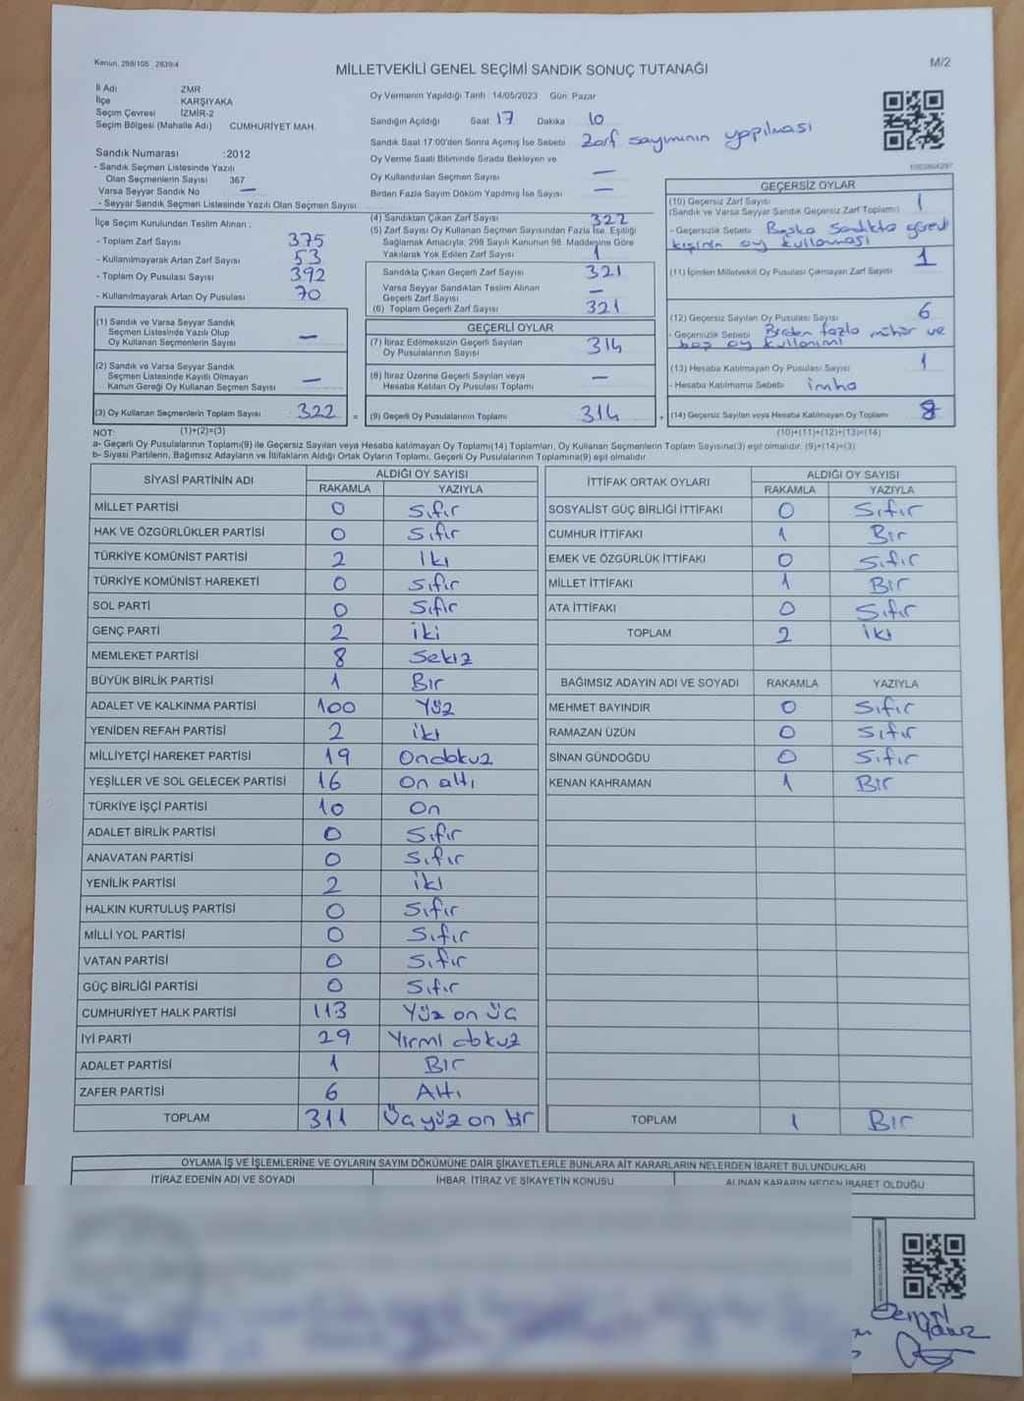 Kanun. 298/105 2839/4
MİLLETVEKİLİ GENEL SEÇİMİ SANDIK SONUÇ TUTANAĞI
M/2
İl Adı ZMR
İlçe KARŞIYAKA
Seçim Çevresi İZMİR-2
Seçim Bölgesi (Mahalle Adı) CUMHURİYET MAH.
Sandık Numarası :2012
- Sandık Seçmen Listesinde Yazılı
Olan Seçmenlerin Sayısı 367
Varsa Seyyar Sandık No —
- Seyyar Sandık Seçmen Listesinde Yazılı Olan Seçmen Sayısı
Oy Vermenin Yapıldığı Tarih 14/05/2023 Gün Pazar
Sandığın Açıldığı Saat 17 Dakika 10
Sandık Saat 17:00'den Sonra Açımış İse Sebebi Zarf sayımının yapılması
Oy Verme Saati Bitiminde Sırada Bekleyen ve
Oy Kullandırılan Seçmen Sayısı —
Birden Fazla Sayım Döküm Yapılmış İse Sayısı —
İlçe Seçim Kurulundan Teslim Alınan :
- Toplam Zarf Sayısı 375
- Kullanılmayarak Artan Zarf Sayısı 53
- Toplam Oy Pusulası Sayısı 392
- Kullanılmayarak Artan Oy Pusulası 70
(4) Sandıktan Çıkan Zarf Sayısı 322
(5) Zarf Sayısı Oy Kullanan Seçmen Sayısından Fazla İse, Eşitliği
Sağlamak Amacıyla, 298 Sayılı Kanunun 98. Maddesine Göre
Yakılarak Yok Edilen Zarf Sayısı 1
Sandıkta Çıkan Geçerli Zarf Sayısı 321
Varsa Seyyar Sandıktan Teslim Alınan
Geçerli Zarf Sayısı —
(6) Toplam Geçerli Zarf Sayısı 321
GEÇERSİZ OYLAR
(10) Geçersiz Zarf Sayısı 1
(Sandık ve Varsa Seyyar Sandık Geçersiz Zarf Toplamı)
- Geçersizlik Sebebi Başka Sandıkta görevli
kişinin oy kullanması
(11) İçinden Milletvekili Oy Pusulası Çıkmayan Zarf Sayısı 1
(12) Geçersiz Sayılan Oy Pusulası Sayısı 6
- Geçersizlik Sebebi Birden fazla mühür ve
boş oy kullanımı
(13) Hesaba Katılmayan Oy Pusulası Sayısı 1
- Hesaba Katılmama Sebebi imha
(14) Geçersiz Sayılan veya Hesaba Katılmayan Oy Toplamı 8
(10)+(11)+(12)+(13)=(14)
(1) Sandık ve Varsa Seyyar Sandık
Seçmen Listesinde Yazılı Olup
Oy Kullanan Seçmenlerin Sayısı —
(2) Sandık ve Varsa Seyyar Sandık
Seçmen Listesinde Kayıtlı Olmayan
Kanun Gereği Oy Kullanan Seçmen Sayısı —
(3) Oy Kullanan Seçmenlerin Toplam Sayısı 322 =
GEÇERLİ OYLAR
(7) İtiraz Edilmeksizin Geçerli Sayılan
Oy Pusulalarının Sayısı 314
(8) İtiraz Üzerine Geçerli Sayılan veya
Hesaba Katılan Oy Pusulası Toplamı —
(9) Geçerli Oy Pusulalarının Toplamı 314 +
NOT: (1)+(2)=(3)
a- Geçerli Oy Pusulalarının Toplamı(9) ile Geçersiz Sayılan veya Hesaba katılmayan Oy Toplamı(14) Toplamları, Oy Kullanan Seçmenlerin Toplam Sayısına(3) eşit olmalıdır. (9)+(14)=(3)
b- Siyasi Partilerin, Bağımsız Adayların ve İttifakların Aldığı Ortak Oyların Toplamı, Geçerli Oy Pusulalarının Toplamına(9) eşit olmalıdır
SİYASİ PARTİNİN ADI ALDIĞI OY SAYISI
RAKAMLA YAZIYLA
MİLLET PARTİSİ 0 Sıfır
HAK VE ÖZGÜRLÜKLER PARTİSİ 0 Sıfır
TÜRKİYE KOMÜNİST PARTİSİ 2 İki
TÜRKİYE KOMÜNİST HAREKETİ 0 Sıfır
SOL PARTİ 0 Sıfır
GENÇ PARTİ 2 iki
MEMLEKET PARTİSİ 8 Sekiz
BÜYÜK BİRLİK PARTİSİ 1 Bir
ADALET VE KALKINMA PARTİSİ 100 Yüz
YENİDEN REFAH PARTİSİ 2 iki
MİLLİYETÇİ HAREKET PARTİSİ 19 Ondokuz
YEŞİLLER VE SOL GELECEK PARTİSİ 16 On altı
TÜRKİYE İŞÇİ PARTİSİ 10 On
ADALET BİRLİK PARTİSİ 0 Sıfır
ANAVATAN PARTİSİ 0 Sıfır
YENİLİK PARTİSİ 2 iki
HALKIN KURTULUŞ PARTİSİ 0 Sıfır
MİLLİ YOL PARTİSİ 0 Sıfır
VATAN PARTİSİ 0 Sıfır
GÜÇ BİRLİĞİ PARTİSİ 0 Sıfır
CUMHURİYET HALK PARTİSİ 113 Yüz on üç
İYİ PARTİ 29 Yirmi dokuz
ADALET PARTİSİ 1 Bir
ZAFER PARTİSİ 6 Altı
TOPLAM 311 Üç yüz on bir
İTTİFAK ORTAK OYLARI ALDIĞI OY SAYISI
RAKAMLA YAZIYLA
SOSYALİST GÜÇ BİRLİĞİ İTTİFAKI 0 Sıfır
CUMHUR İTTİFAKI 1 Bir
EMEK VE ÖZGÜRLÜK İTTİFAKI 0 Sıfır
MİLLET İTTİFAKI 1 Bir
ATA İTTİFAKI 0 Sıfır
TOPLAM 2 İki
BAĞIMSIZ ADAYIN ADI VE SOYADI RAKAMLA YAZIYLA
MEHMET BAYINDIR 0 Sıfır
RAMAZAN ÜZÜN 0 Sıfır
SİNAN GÜNDOĞDU 0 Sıfır
KENAN KAHRAMAN 1 Bir
TOPLAM 1 Bir
OYLAMA İŞ VE İŞLEMLERİNE VE OYLARIN SAYIM DÖKÜMÜNE DAİR ŞİKAYETLERLE BUNLARA AİT KARARLARIN NELERDEN İBARET BULUNDUKLARI
İTİRAZ EDENİN ADI VE SOYADI İHBAR, İTİRAZ VE ŞİKAYETİN KONUSU ALINAN KARARIN NEDEN İBARET OLDUĞU